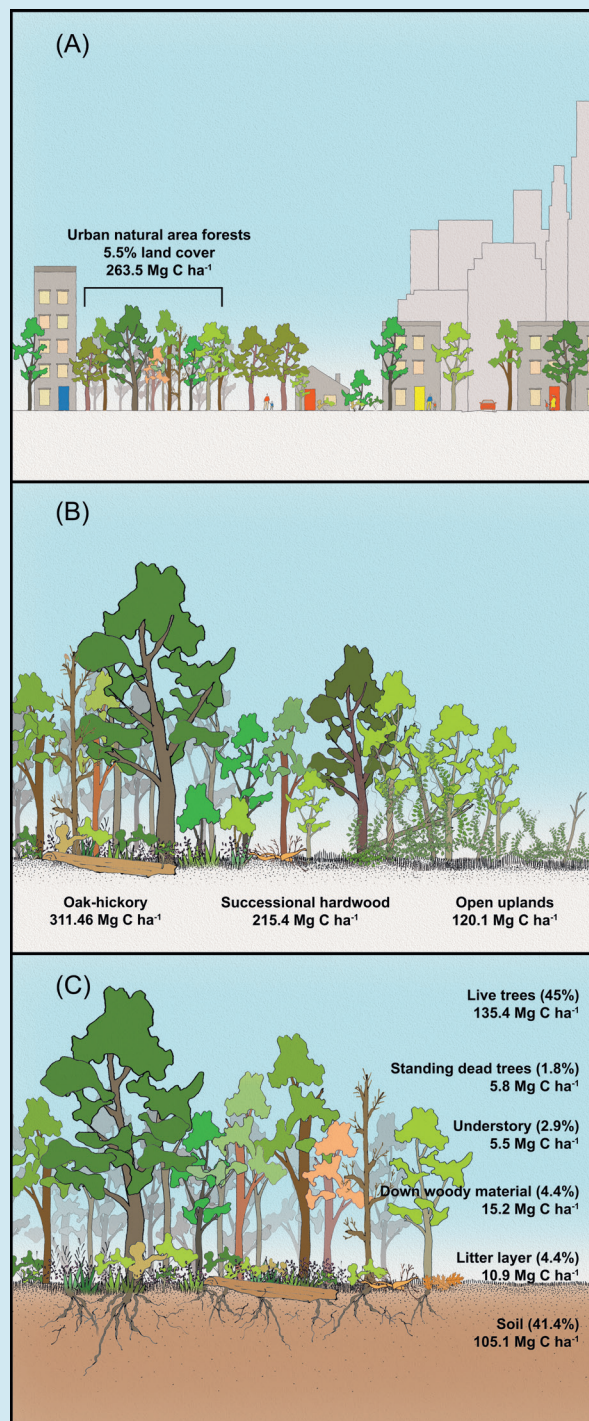 (A)
Urban natural area forests
5.5% land cover
263.5 Mg C ha⁻¹
(B)
Oak-hickory
311.46 Mg C ha⁻¹
Successional hardwood
215.4 Mg C ha⁻¹
Open uplands
120.1 Mg C ha⁻¹
(C)
Live trees (45%)
135.4 Mg C ha⁻¹
Standing dead trees (1.8%)
5.8 Mg C ha⁻¹
Understory (2.9%)
5.5 Mg C ha⁻¹
Down woody material (4.4%)
15.2 Mg C ha⁻¹
Litter layer (4.4%)
10.9 Mg C ha⁻¹
Soil (41.4%)
105.1 Mg C ha⁻¹